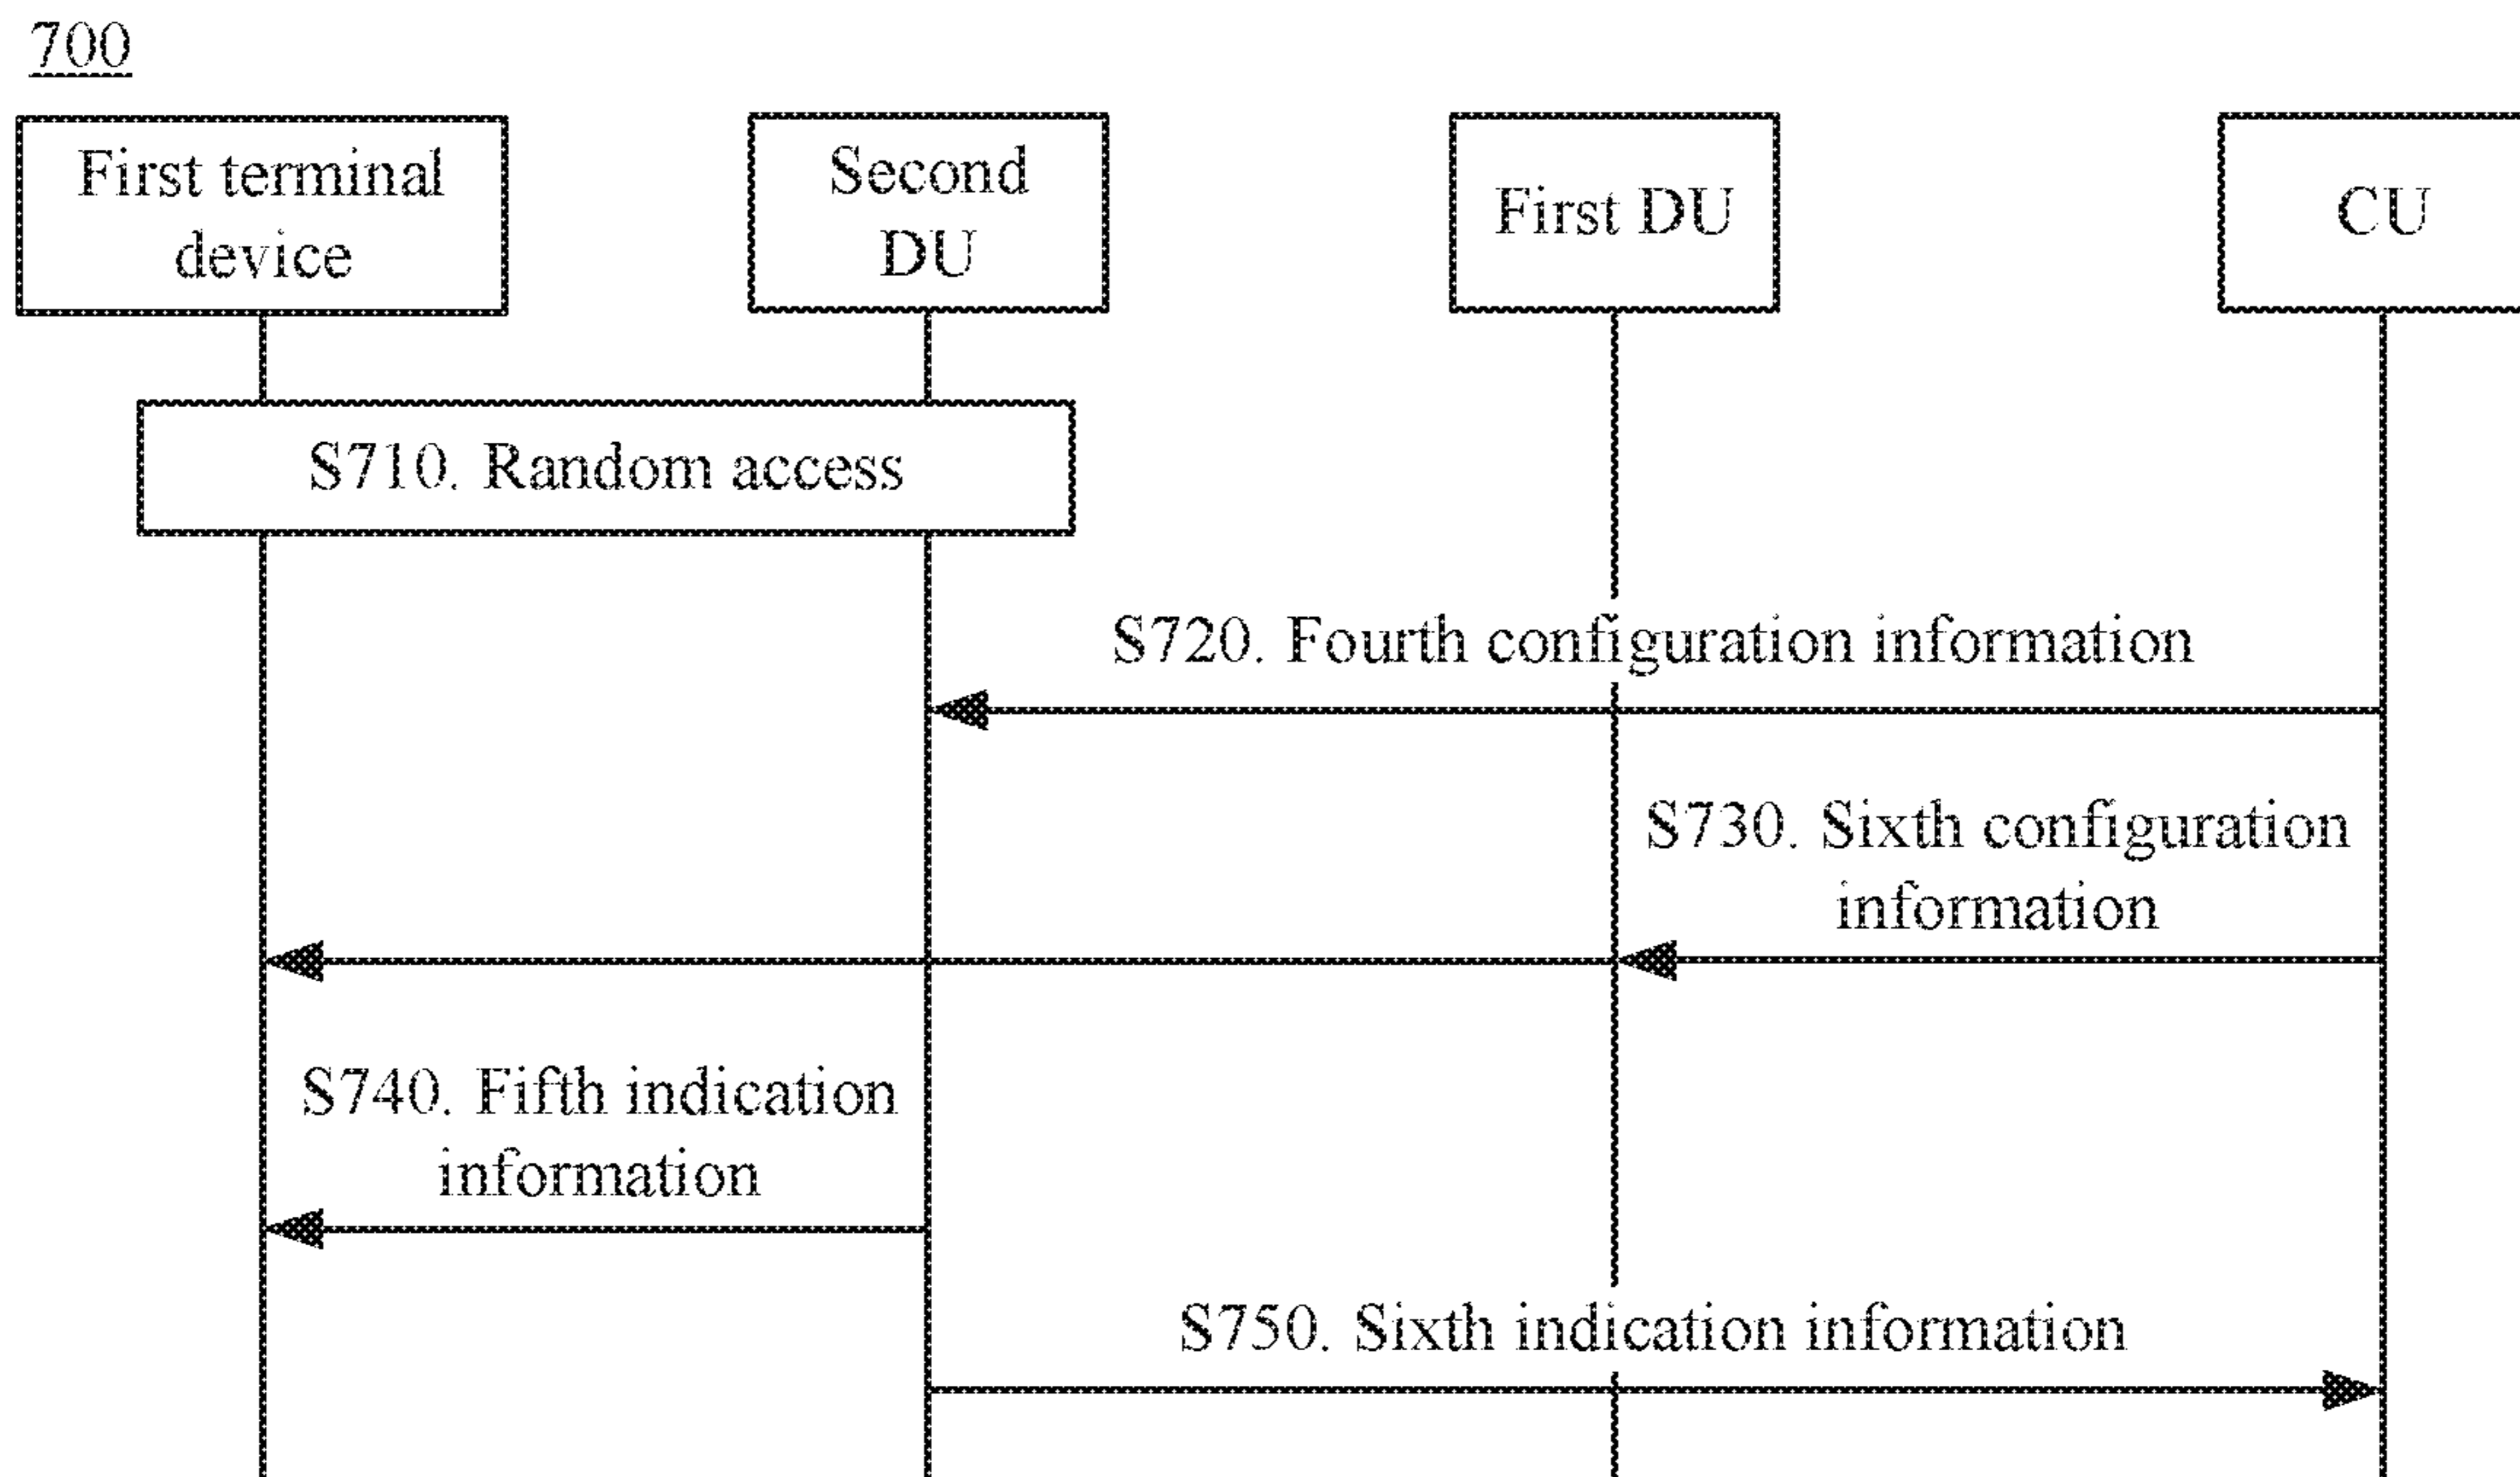 700
First terminal
device
Second
DU
First DU
CU
S710. Random access
S720. Fourth configuration information
S730. Sixth configuration
information
S740. Fifth indication
information
S750. Sixth indication information